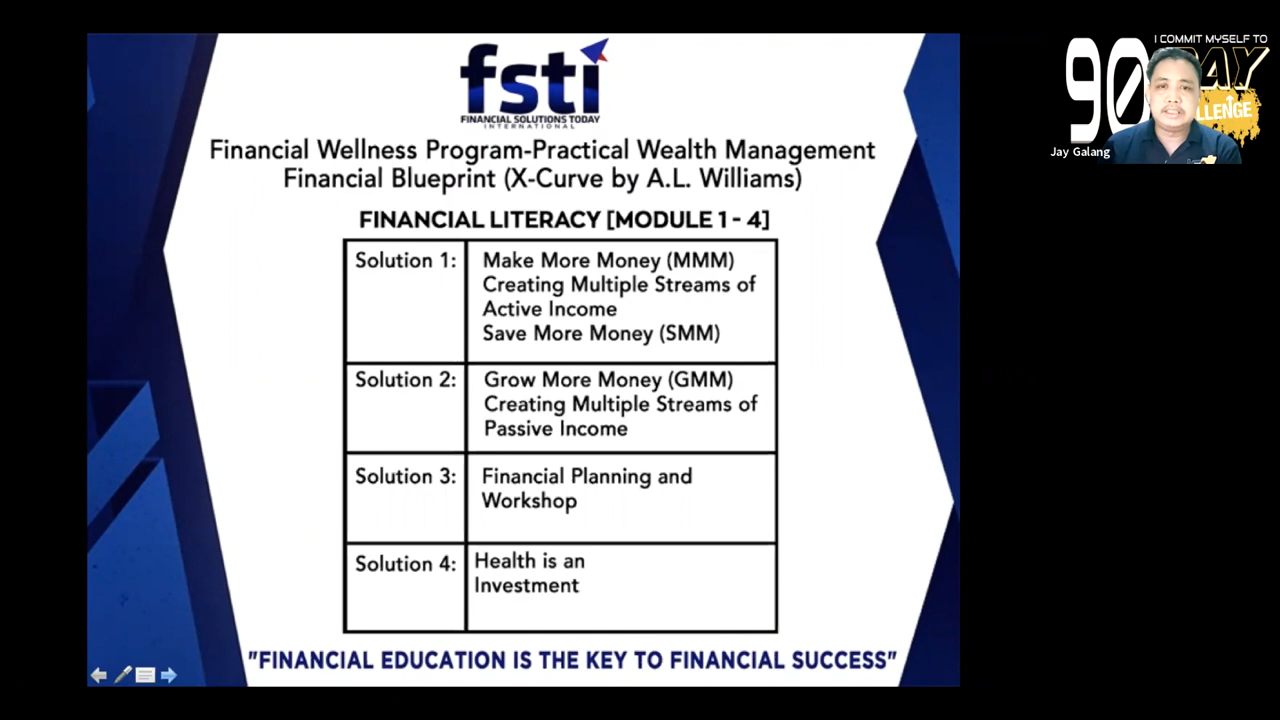 fsti
FINANCIAL SOLUTIONS TODAY
INTERNATIONAL
Financial Wellness Program-Practical Wealth Management
Financial Blueprint (X-Curve by A.L. Williams)
FINANCIAL LITERACY [MODULE 1 - 4]
Solution 1:
Make More Money (MMM)
Creating Multiple Streams of
Active Income
Save More Money (SMM)
Solution 2:
Grow More Money (GMM)
Creating Multiple Streams of
Passive Income
Solution 3:
Financial Planning and
Workshop
Solution 4:
Health is an
Investment
"FINANCIAL EDUCATION IS THE KEY TO FINANCIAL SUCCESS"
I COMMIT MYSELF TO
90
Jay Galang